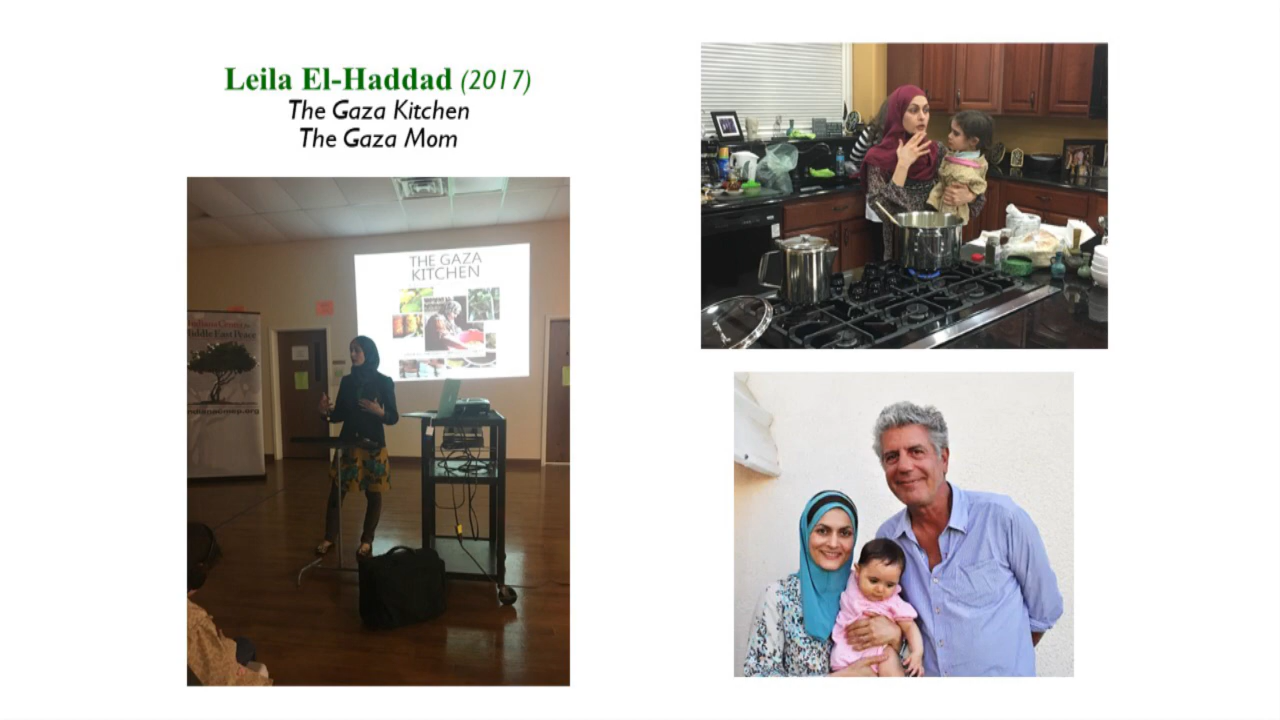 Leila El-Haddad (2017)
The Gaza Kitchen
The Gaza Mom
THE GAZA
KITCHEN
Middle East Peace